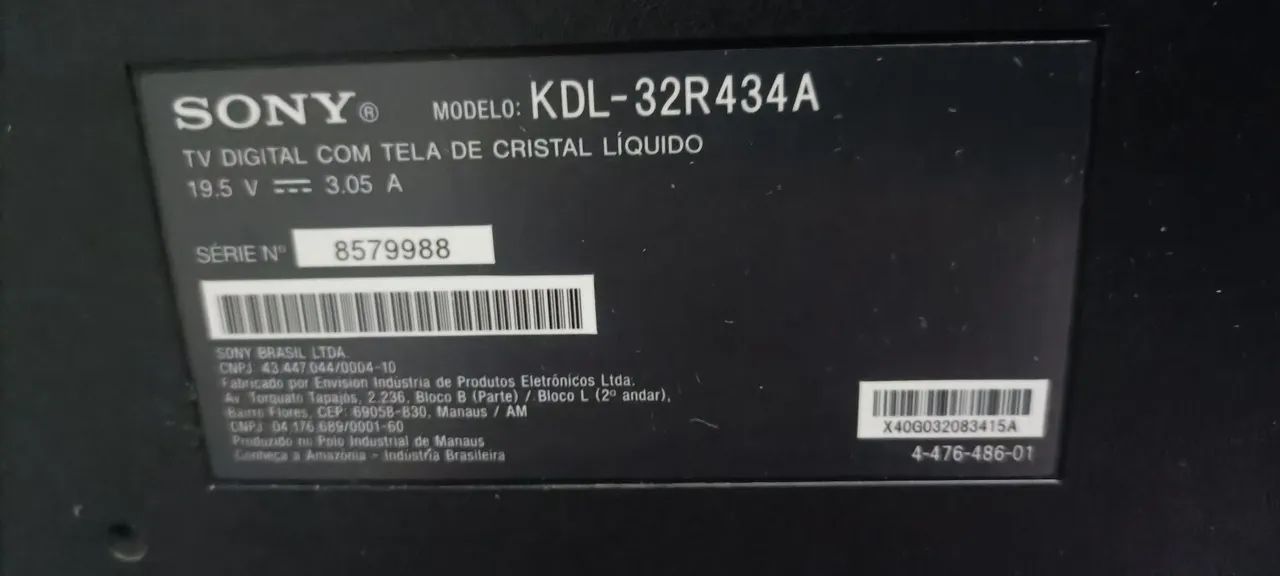 SONY® MODELO: KDL-32R434A
TV DIGITAL COM TELA DE CRISTAL LÍQUIDO
19.5 V ⎓ 3.05 A
SÉRIE Nº 8579988
SONY BRASIL LTDA.
CNPJ 43.447.044/0004-10
Fabricado por Envision Indústria de Produtos Eletrônicos Ltda.
Av. Torquato Tapajós, 2.236, Bloco B (Parte) / Bloco L (2º andar),
Bairro Flores, CEP: 69058-830, Manaus / AM
CNPJ 04.176.689/0001-60
Produzido no Polo Industrial de Manaus
Conheça a Amazônia - Indústria Brasileira
X40G032083415A
4-476-486-01